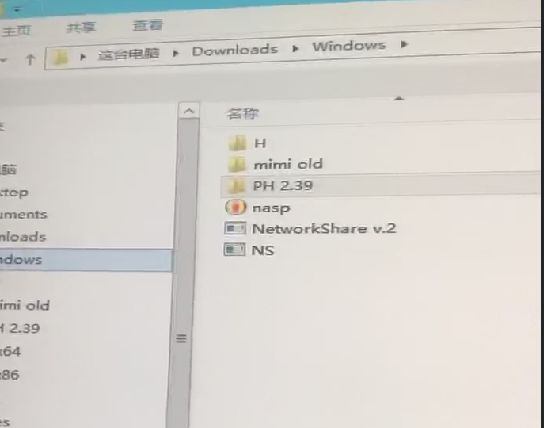 主页 共享 查看
这台电脑 Downloads Windows
名称
H
mimi old
PH 2.39
nasp
NetworkShare v.2
NS
脑
ktop
uments
nloads
ndows
imi old
H 2.39
64
86